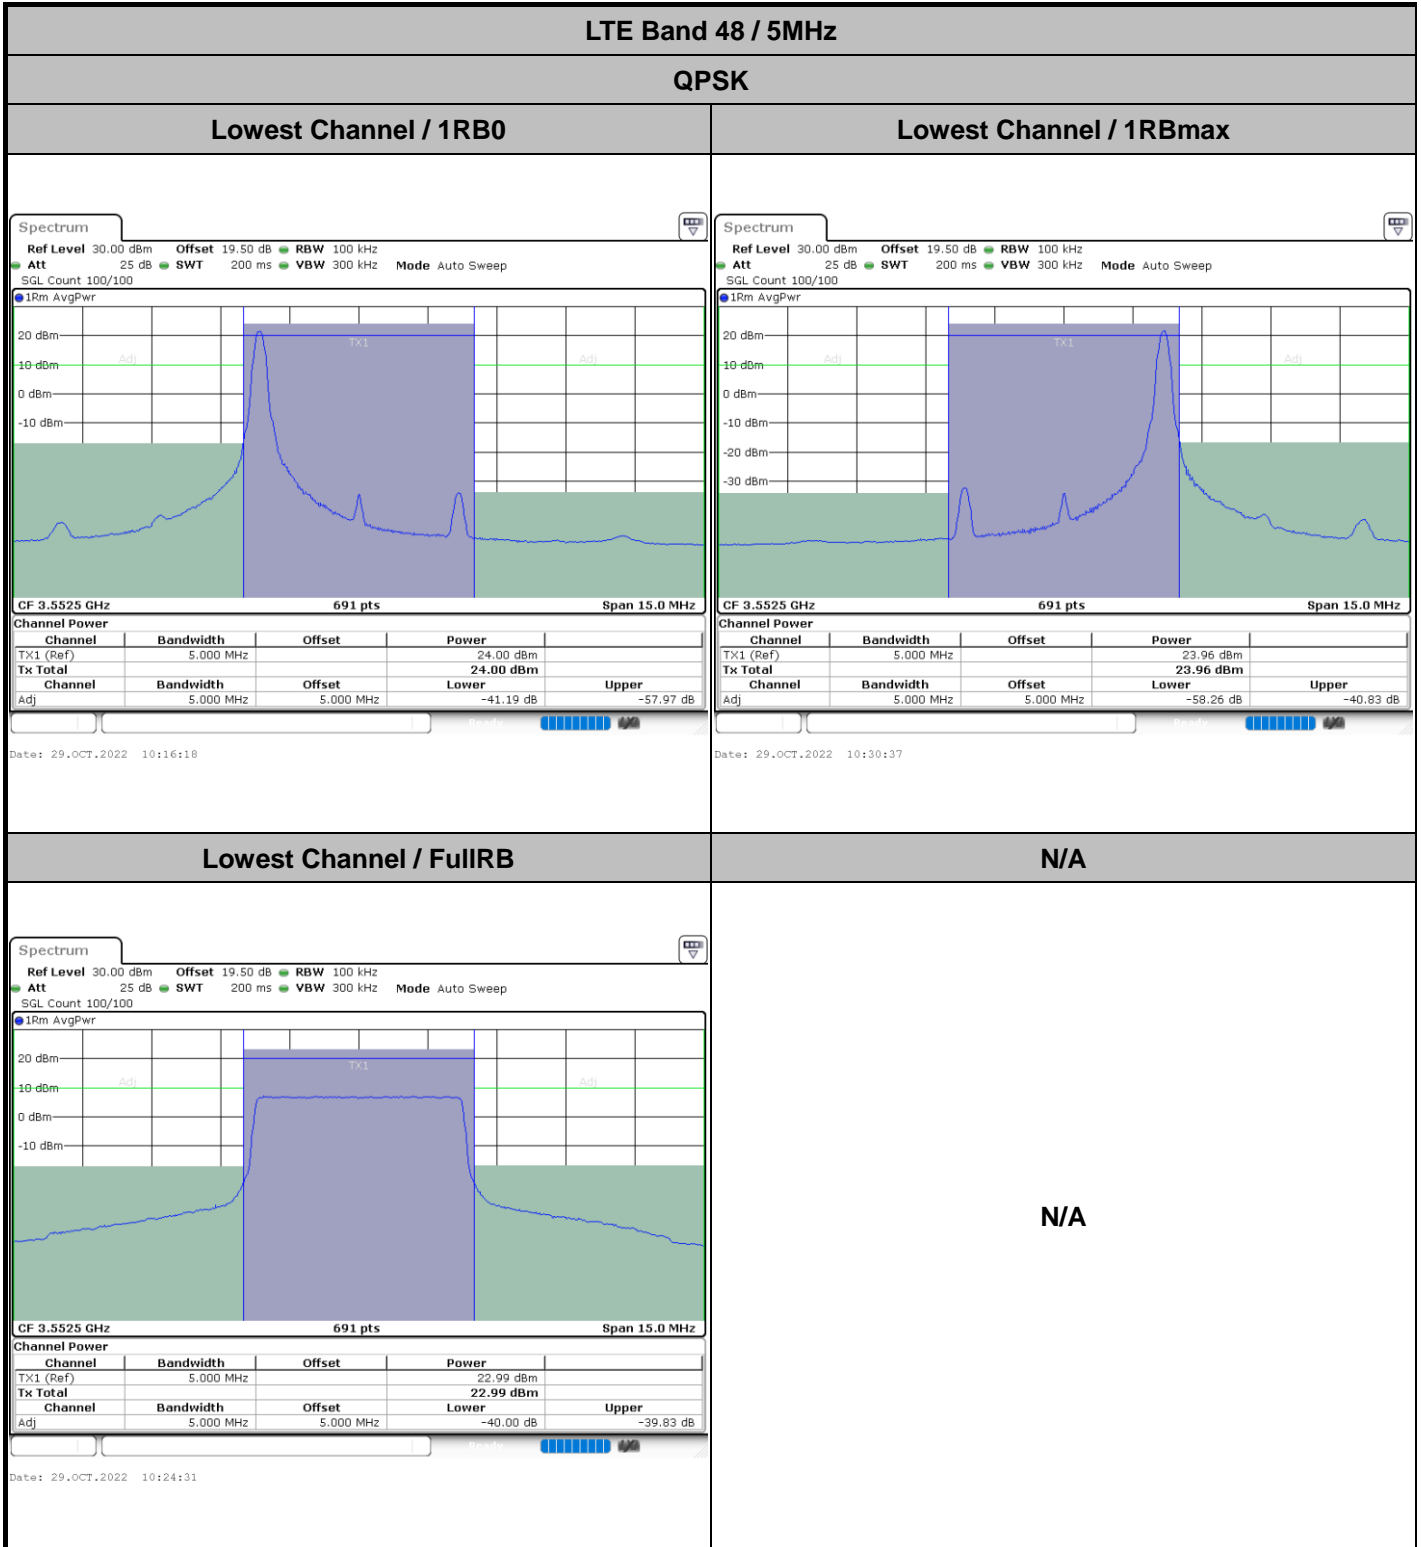 LTE Band 48 / 5MHz
QPSK
Lowest Channel / 1RB0
Lowest Channel / 1RBmax
Spectrum
Ref Level 30.00 dBm Offset 19.50 dB RBW 100 kHz
Att 25 dB SWT 200 ms VBW 300 kHz Mode Auto Sweep
SGL Count 100/100
1Rm AvgPwr
20 dBm
TX1
Adj
Adj
10 dBm
0 dBm
-10 dBm
CF 3.5525 GHz 691 pts Span 15.0 MHz
Channel Power
Channel Bandwidth Offset Power
TX1 (Ref) 5.000 MHz 24.00 dBm
Tx Total 24.00 dBm
Channel Bandwidth Offset Lower Upper
Adj 5.000 MHz 5.000 MHz -41.19 dB -57.97 dB
Date: 29.OCT.2022 10:16:18
Spectrum
Ref Level 30.00 dBm Offset 19.50 dB RBW 100 kHz
Att 25 dB SWT 200 ms VBW 300 kHz Mode Auto Sweep
SGL Count 100/100
1Rm AvgPwr
20 dBm
TX1
Adj
Adj
10 dBm
0 dBm
-10 dBm
-20 dBm
-30 dBm
CF 3.5525 GHz 691 pts Span 15.0 MHz
Channel Power
Channel Bandwidth Offset Power
TX1 (Ref) 5.000 MHz 23.96 dBm
Tx Total 23.96 dBm
Channel Bandwidth Offset Lower Upper
Adj 5.000 MHz 5.000 MHz -58.26 dB -40.83 dB
Ready
Date: 29.OCT.2022 10:30:37
Lowest Channel / FullRB
N/A
Spectrum
Ref Level 30.00 dBm Offset 19.50 dB RBW 100 kHz
Att 25 dB SWT 200 ms VBW 300 kHz Mode Auto Sweep
SGL Count 100/100
1Rm AvgPwr
20 dBm
TX1
Adj
Adj
10 dBm
0 dBm
-10 dBm
CF 3.5525 GHz 691 pts Span 15.0 MHz
Channel Power
Channel Bandwidth Offset Power
TX1 (Ref) 5.000 MHz 22.99 dBm
Tx Total 22.99 dBm
Channel Bandwidth Offset Lower Upper
Adj 5.000 MHz 5.000 MHz -40.00 dB -39.83 dB
Ready
Date: 29.OCT.2022 10:24:31
N/A